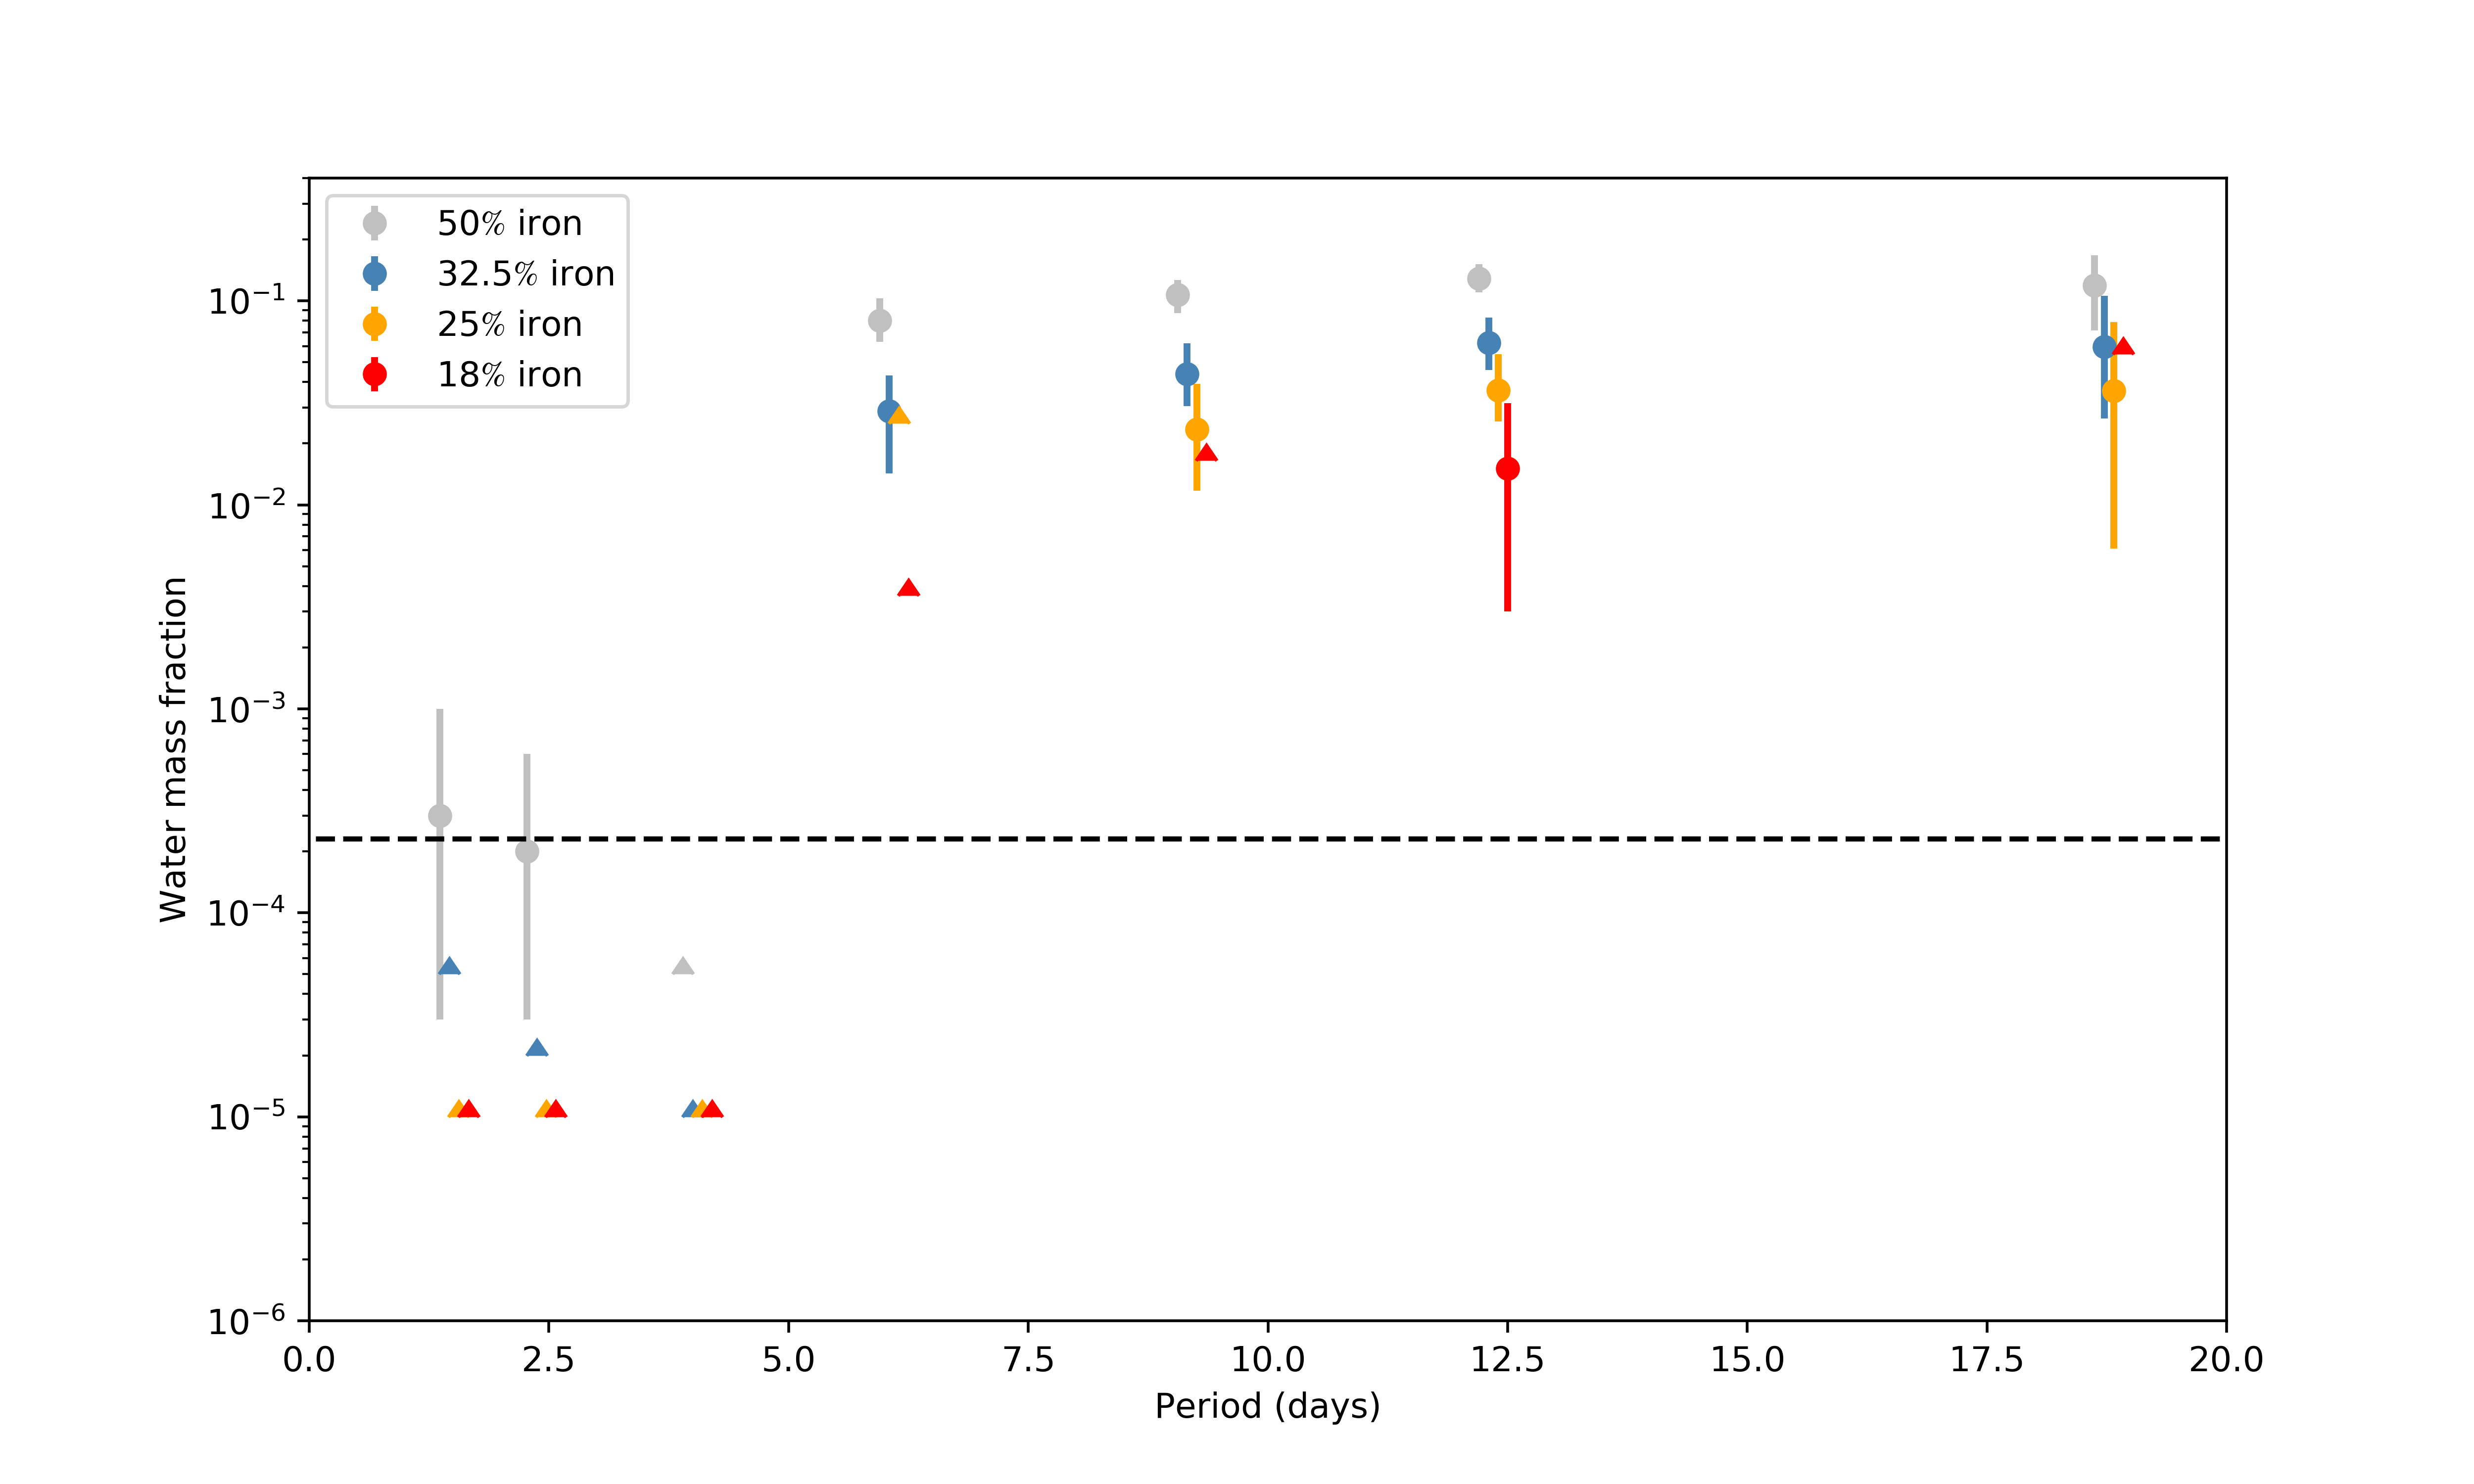 50% iron
32.5% iron
25% iron
18% iron
10⁻¹
10⁻²
10⁻³
10⁻⁴
10⁻⁵
10⁻⁶
Water mass fraction
0.0 2.5 5.0 7.5 10.0 12.5 15.0 17.5 20.0
Period (days)